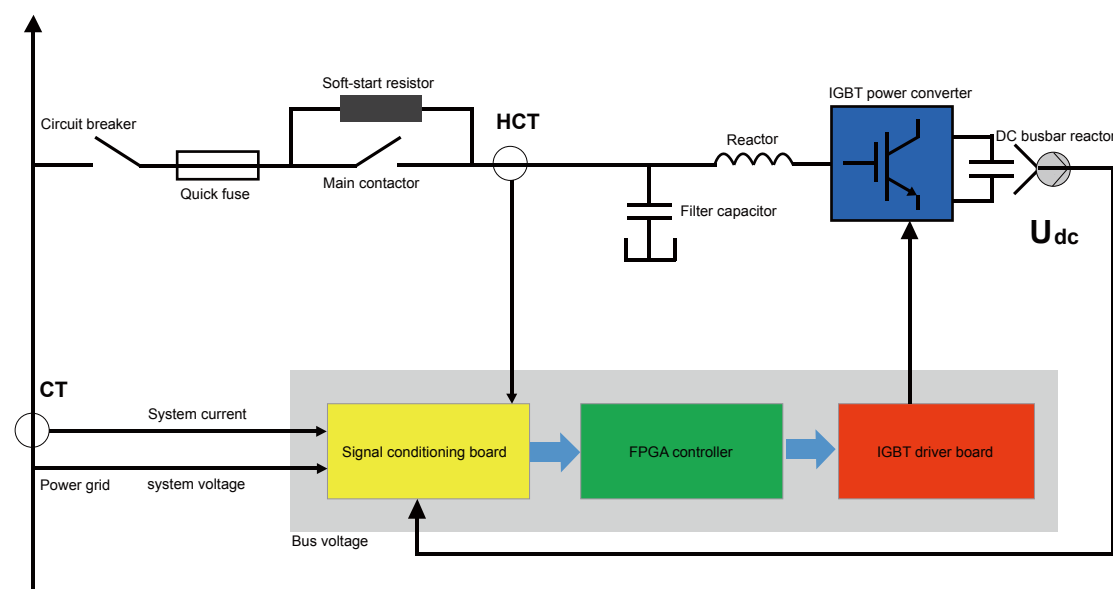 Soft-start resistor
IGBT power converter
Circuit breaker
HCT
DC busbar reactor
Reactor
Quick fuse
Main contactor
Filter capacitor
Udc
CT
System current
Signal conditioning board
FPGA controller
IGBT driver board
Power grid
system voltage
Bus voltage